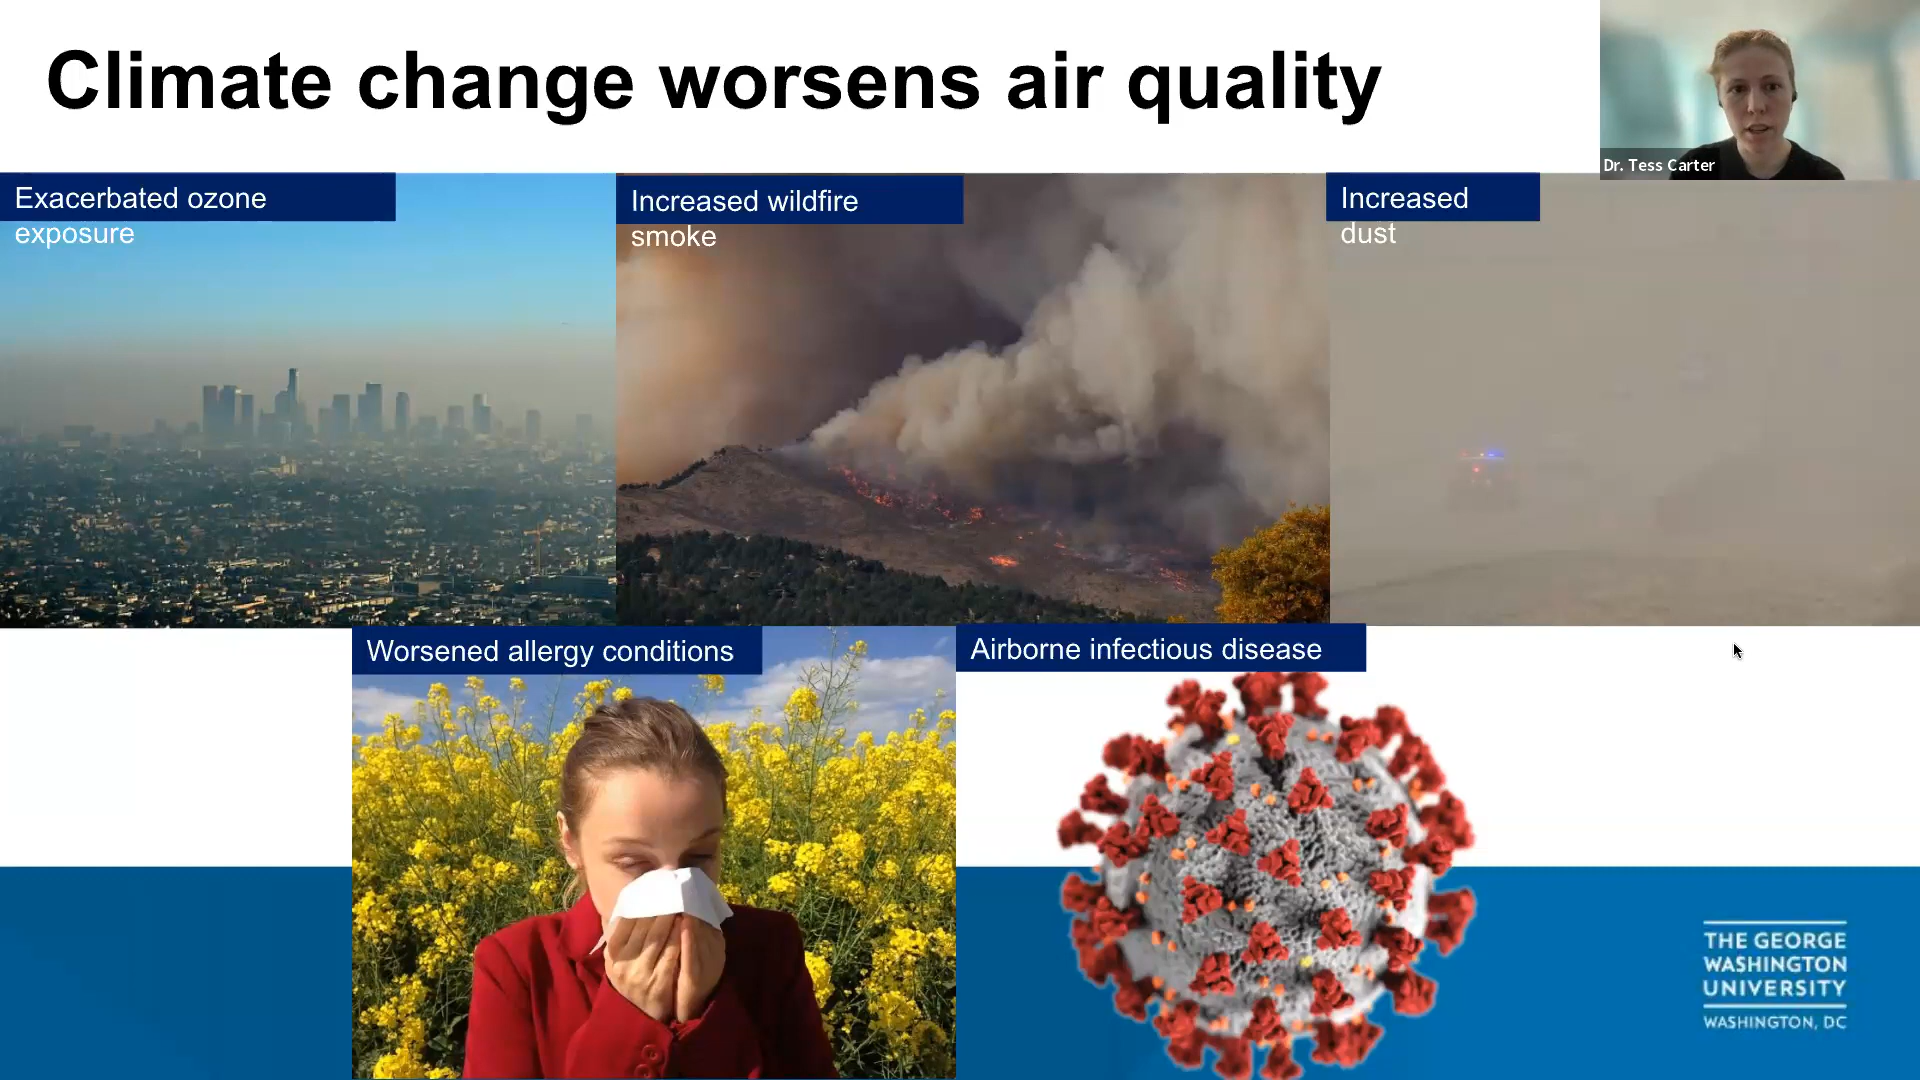 Climate change worsens air quality
Dr. Tess Carter
Exacerbated ozone
exposure
Increased wildfire
smoke
Increased
dust
Worsened allergy conditions
Airborne infectious disease
THE GEORGE
WASHINGTON
UNIVERSITY
WASHINGTON, DC